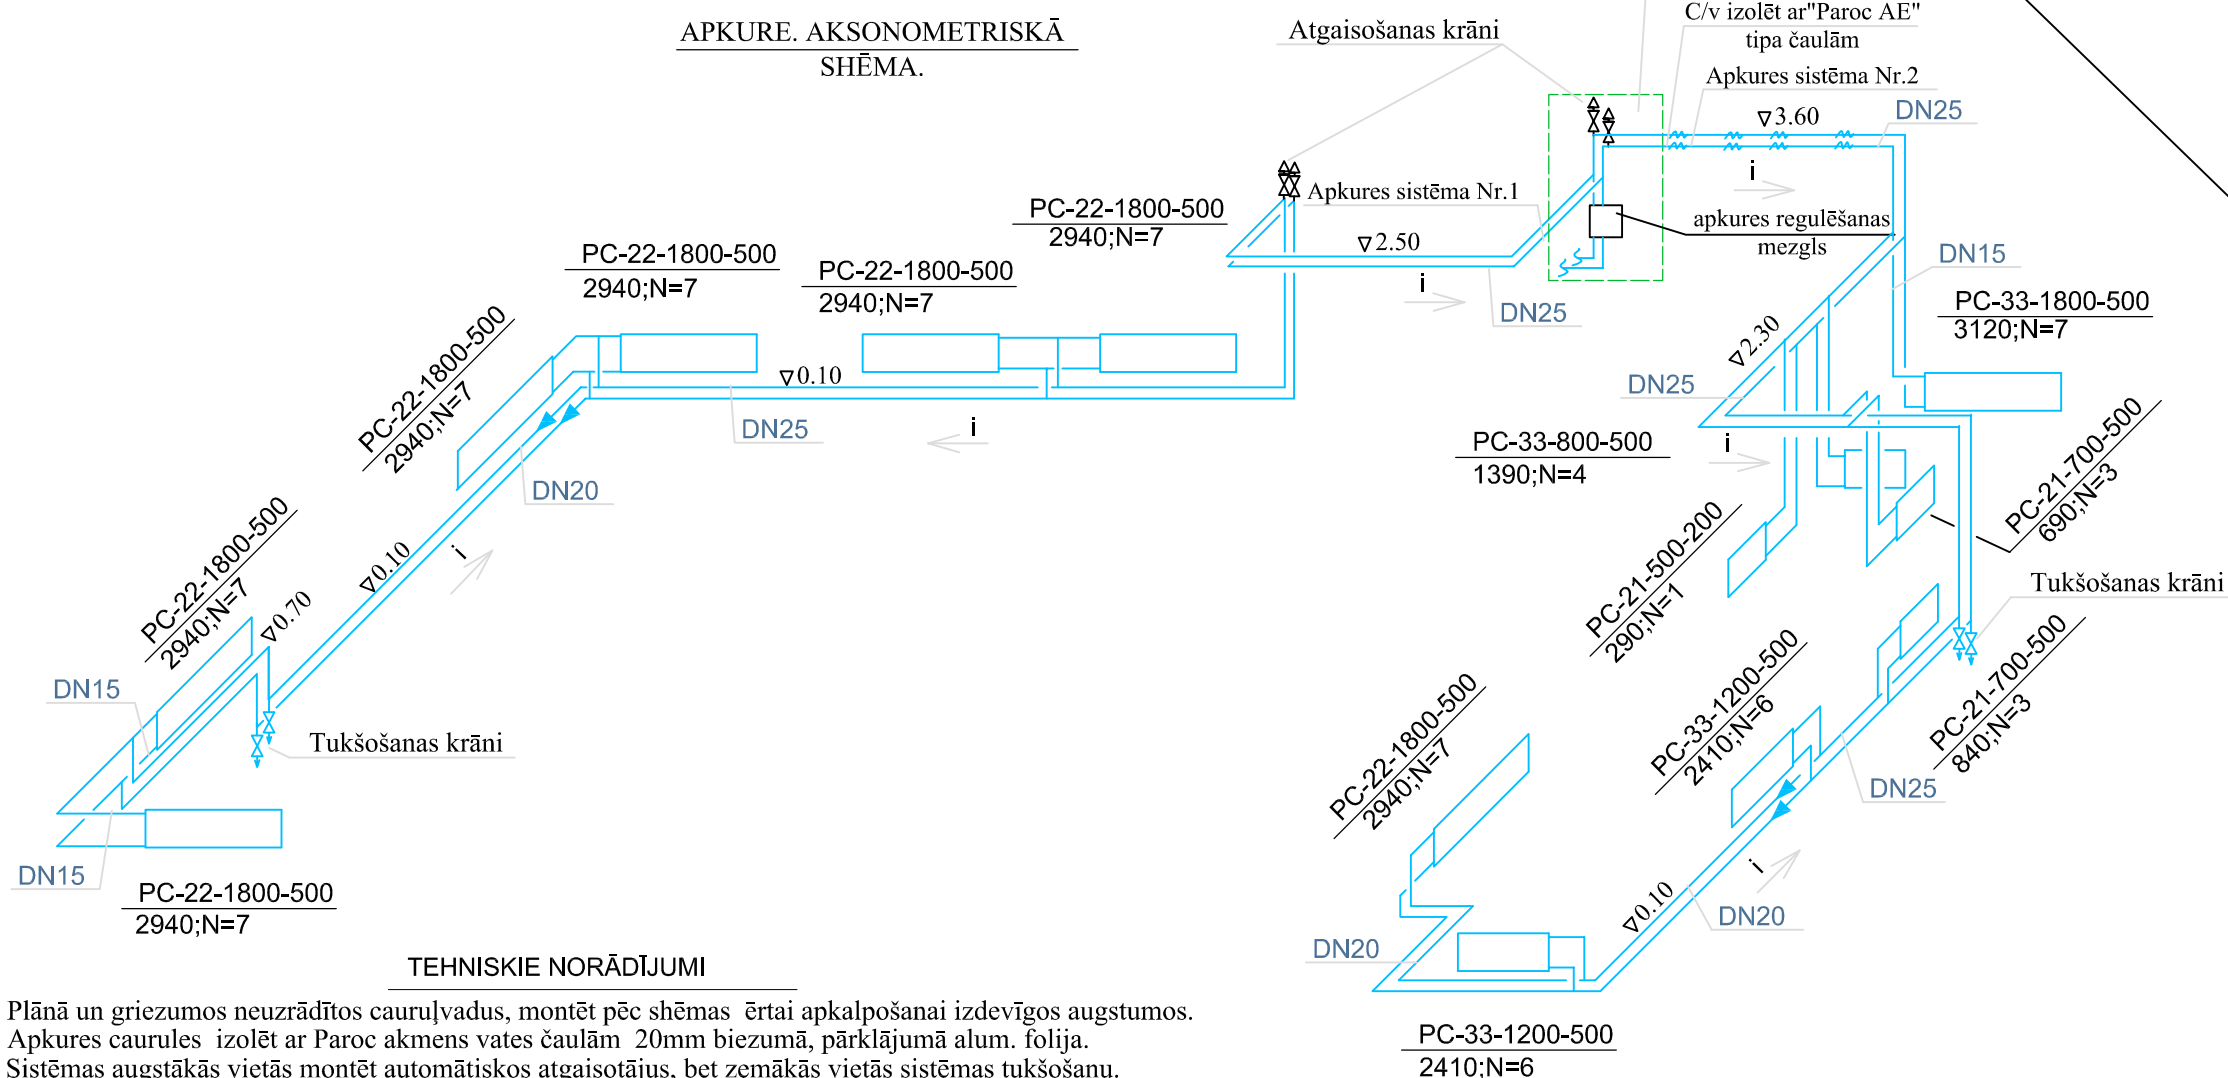 APKURE. AKSONOMETRISKĀ
SHĒMA.
Atgaisošanas krāni
C/v izolēt ar"Paroc AE"
tipa čaulām
Apkures sistēma Nr.2
DN25
3.60
i
Apkures sistēma Nr.1
apkures regulēšanas
mezgls
2.50
i
DN25
DN15
PC-33-1800-500
3120;N=7
PC-22-1800-500
2940;N=7
PC-22-1800-500
2940;N=7
PC-22-1800-500
2940;N=7
PC-22-1800-500
2940;N=7
0.10
DN25
i
DN20
2.30
DN25
i
PC-33-800-500
1390;N=4
PC-21-700-500
690;N=3
PC-21-500-200
290;N=1
Tukšošanas krāni
PC-21-700-500
840;N=3
PC-22-1800-500
2940;N=7
0.70
0.10
i
DN15
Tukšošanas krāni
DN15
PC-22-1800-500
2940;N=7
PC-33-1200-500
2410;N=6
PC-22-1800-500
2940;N=7
DN25
i
0.10
DN20
DN20
PC-33-1200-500
2410;N=6
TEHNISKIE NORĀDĪJUMI
Plānā un griezumos neuzrādītos cauruļvadus, montēt pēc shēmas ērtai apkalpošanai izdevīgos augstumos.
Apkures caurules izolēt ar Paroc akmens vates čaulām 20mm biezumā, pārklājumā alum. folija.
Sistēmas augstākās vietās montēt automātiskos atgaisotājus, bet zemākās vietās sistēmas tukšošanu.